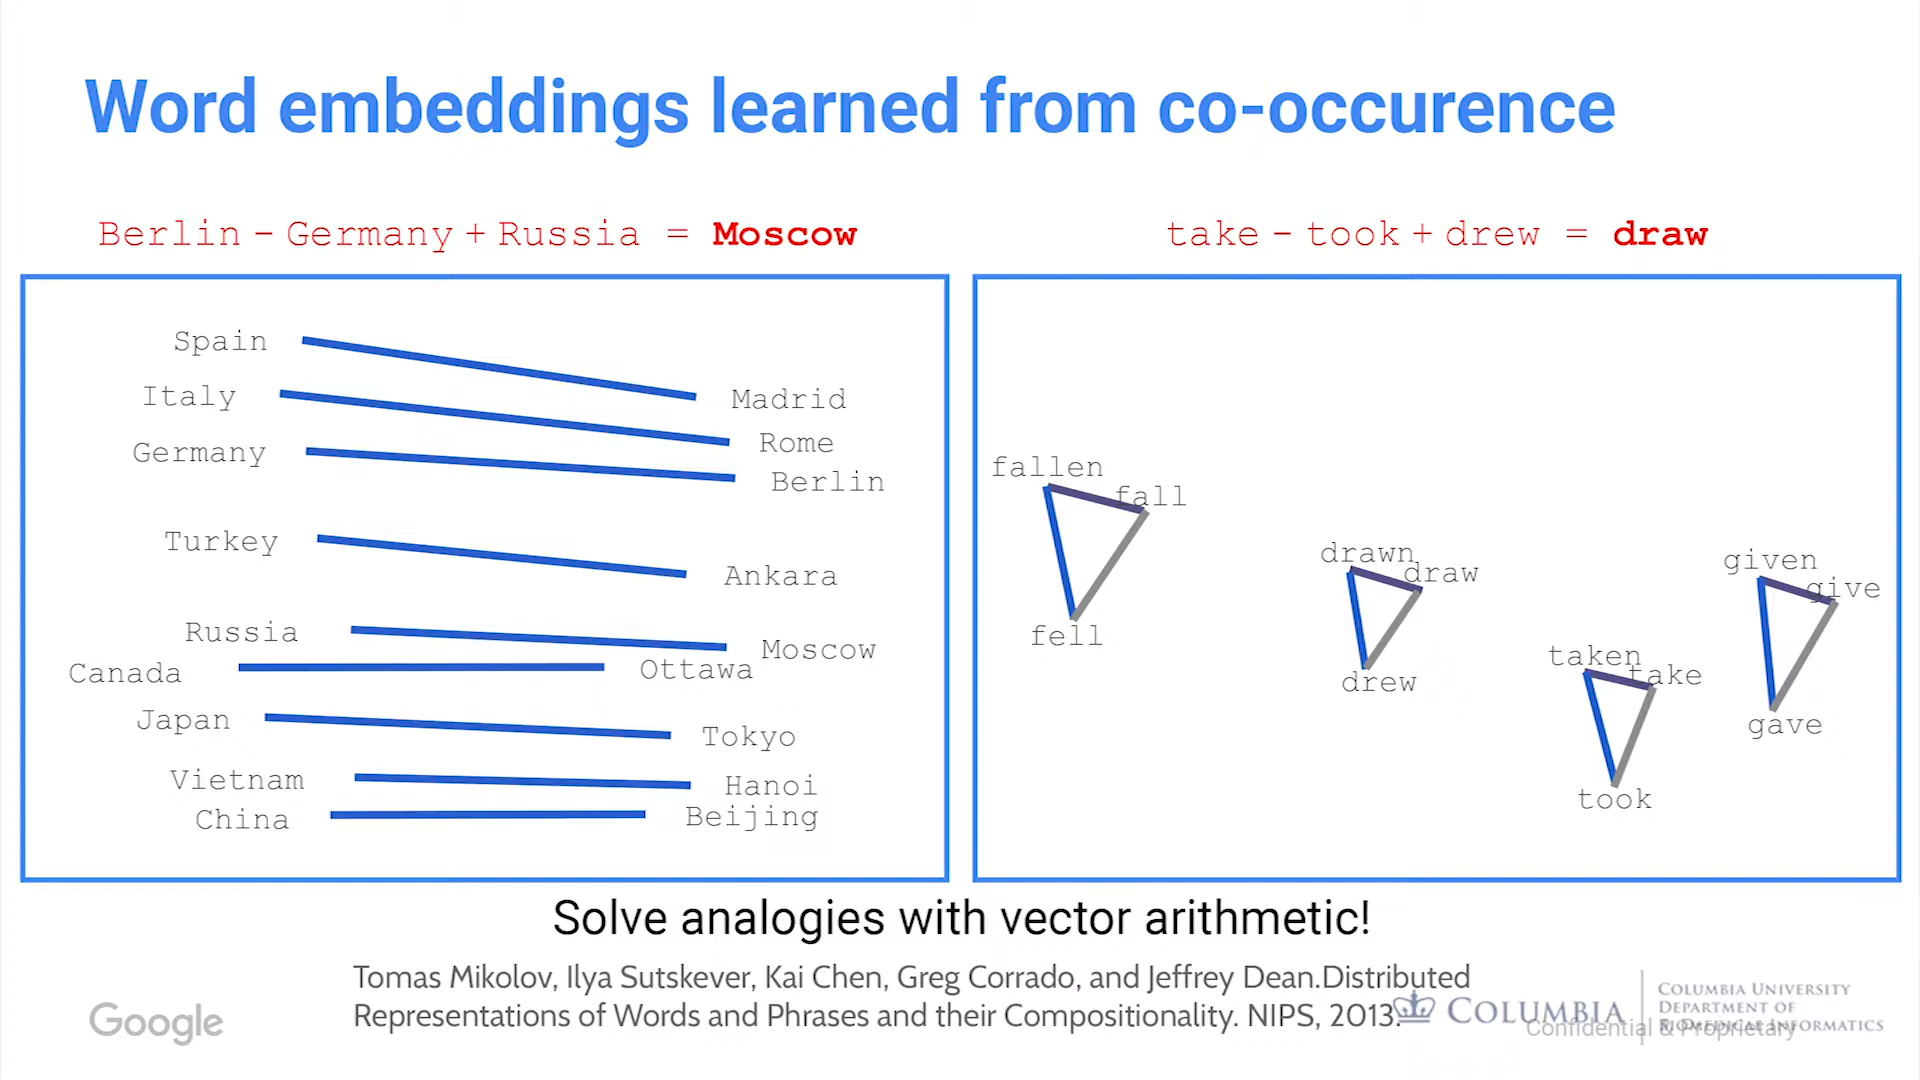 Word embeddings learned from co-occurence
Berlin - Germany + Russia = Moscow
take - took + drew = draw
Spain
Madrid
Italy
Rome
Germany
Berlin
Turkey
Ankara
Russia
Moscow
Canada
Ottawa
Japan
Tokyo
Vietnam
Hanoi
China
Beijing
fallen
fall
fell
drawn
draw
drew
taken
take
took
given
give
gave
Solve analogies with vector arithmetic!
Tomas Mikolov, Ilya Sutskever, Kai Chen, Greg Corrado, and Jeffrey Dean.Distributed
Representations of Words and Phrases and their Compositionality. NIPS, 2013.
Google
COLUMBIA
COLUMBIA UNIVERSITY
DEPARTMENT OF
BIOMEDICAL INFORMATICS
Confidential & Proprietary